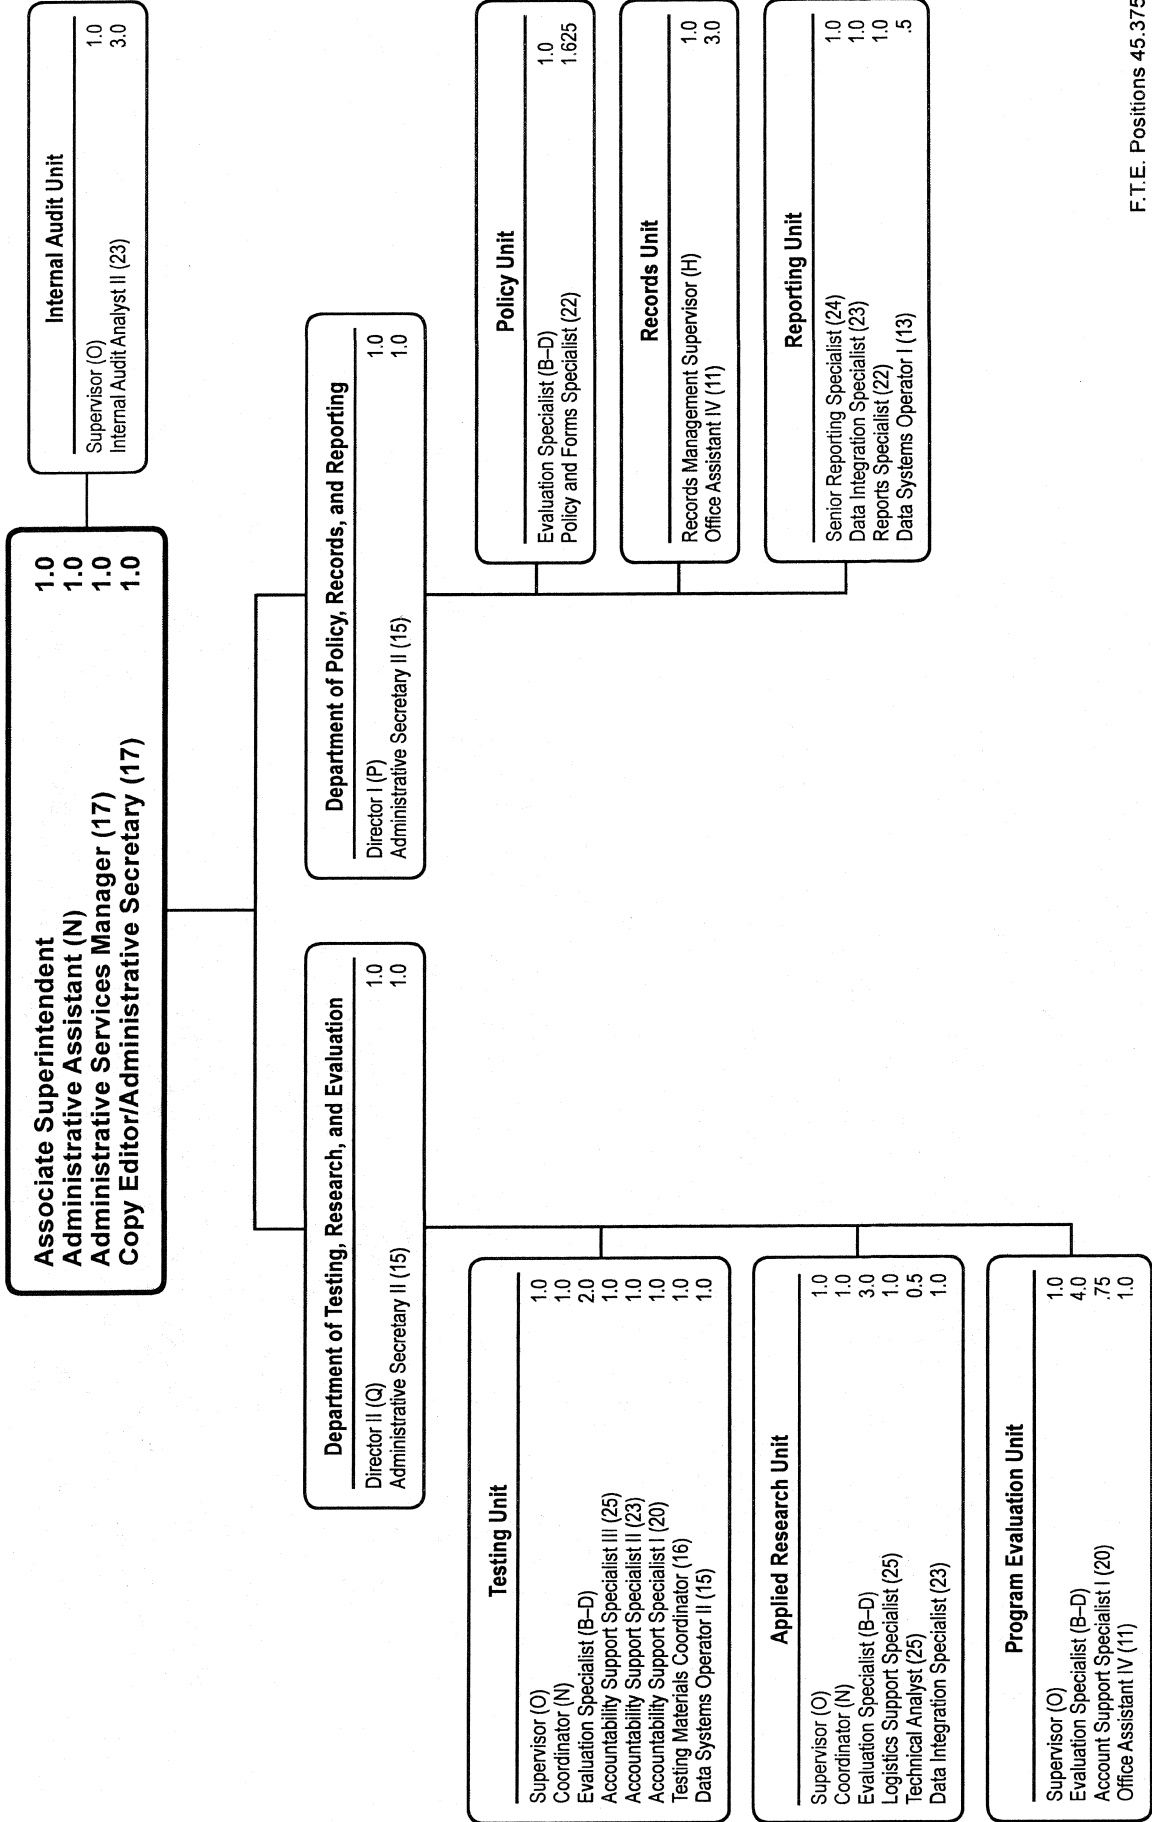 Associate Superintendent 1.0
Administrative Assistant (N) 1.0
Administrative Services Manager (17) 1.0
Copy Editor/Administrative Secretary (17) 1.0
Internal Audit Unit
Supervisor (O) 1.0
Internal Audit Analyst II (23) 3.0
Department of Testing, Research, and Evaluation
Director II (Q) 1.0
Administrative Secretary II (15) 1.0
Department of Policy, Records, and Reporting
Director I (P) 1.0
Administrative Secretary II (15) 1.0
Testing Unit
Supervisor (O) 1.0
Coordinator (N) 1.0
Evaluation Specialist (B–D) 2.0
Accountability Support Specialist III (25) 1.0
Accountability Support Specialist II (23) 1.0
Accountability Support Specialist I (20) 1.0
Testing Materials Coordinator (16) 1.0
Data Systems Operator II (15) 1.0
Applied Research Unit
Supervisor (O) 1.0
Coordinator (N) 1.0
Evaluation Specialist (B–D) 3.0
Logistics Support Specialist (25) 1.0
Technical Analyst (25) 0.5
Data Integration Specialist (23) 1.0
Program Evaluation Unit
Supervisor (O) 1.0
Evaluation Specialist (B–D) 4.0
Account Support Specialist I (20) .75
Office Assistant IV (11) 1.0
Policy Unit
Evaluation Specialist (B–D) 1.0
Policy and Forms Specialist (22) 1.625
Records Unit
Records Management Supervisor (H) 1.0
Office Assistant IV (11) 3.0
Reporting Unit
Senior Reporting Specialist (24) 1.0
Data Integration Specialist (23) 1.0
Reports Specialist (22) 1.0
Data Systems Operator I (13) .5
F.T.E. Positions 45.375